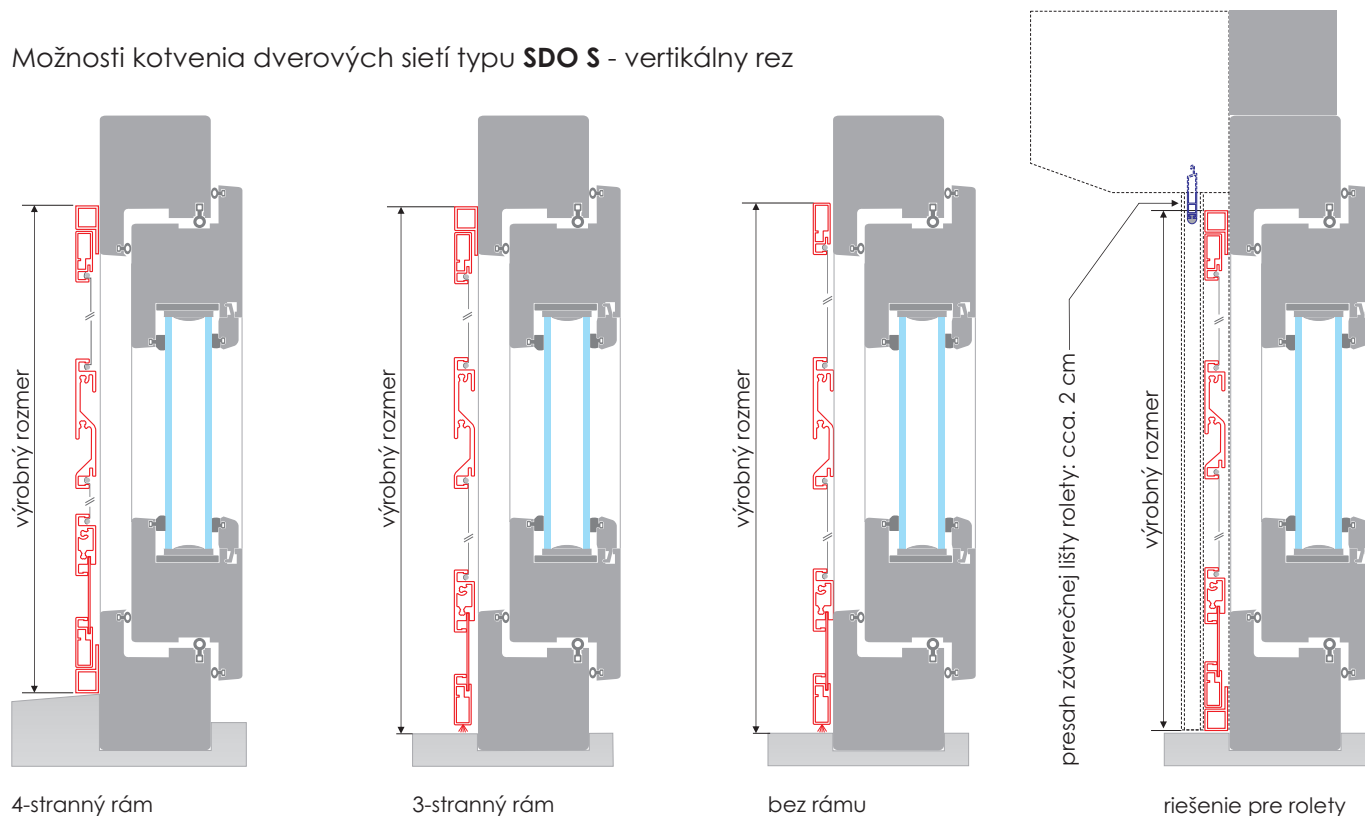 Možnosti kotvenia dverových sietí typu SDO S - vertikálny rez
výrobný rozmer
výrobný rozmer
výrobný rozmer
presah záverečnej lišty rolety: cca. 2 cm
výrobný rozmer
4-stranný rám
3-stranný rám
bez rámu
riešenie pre rolety